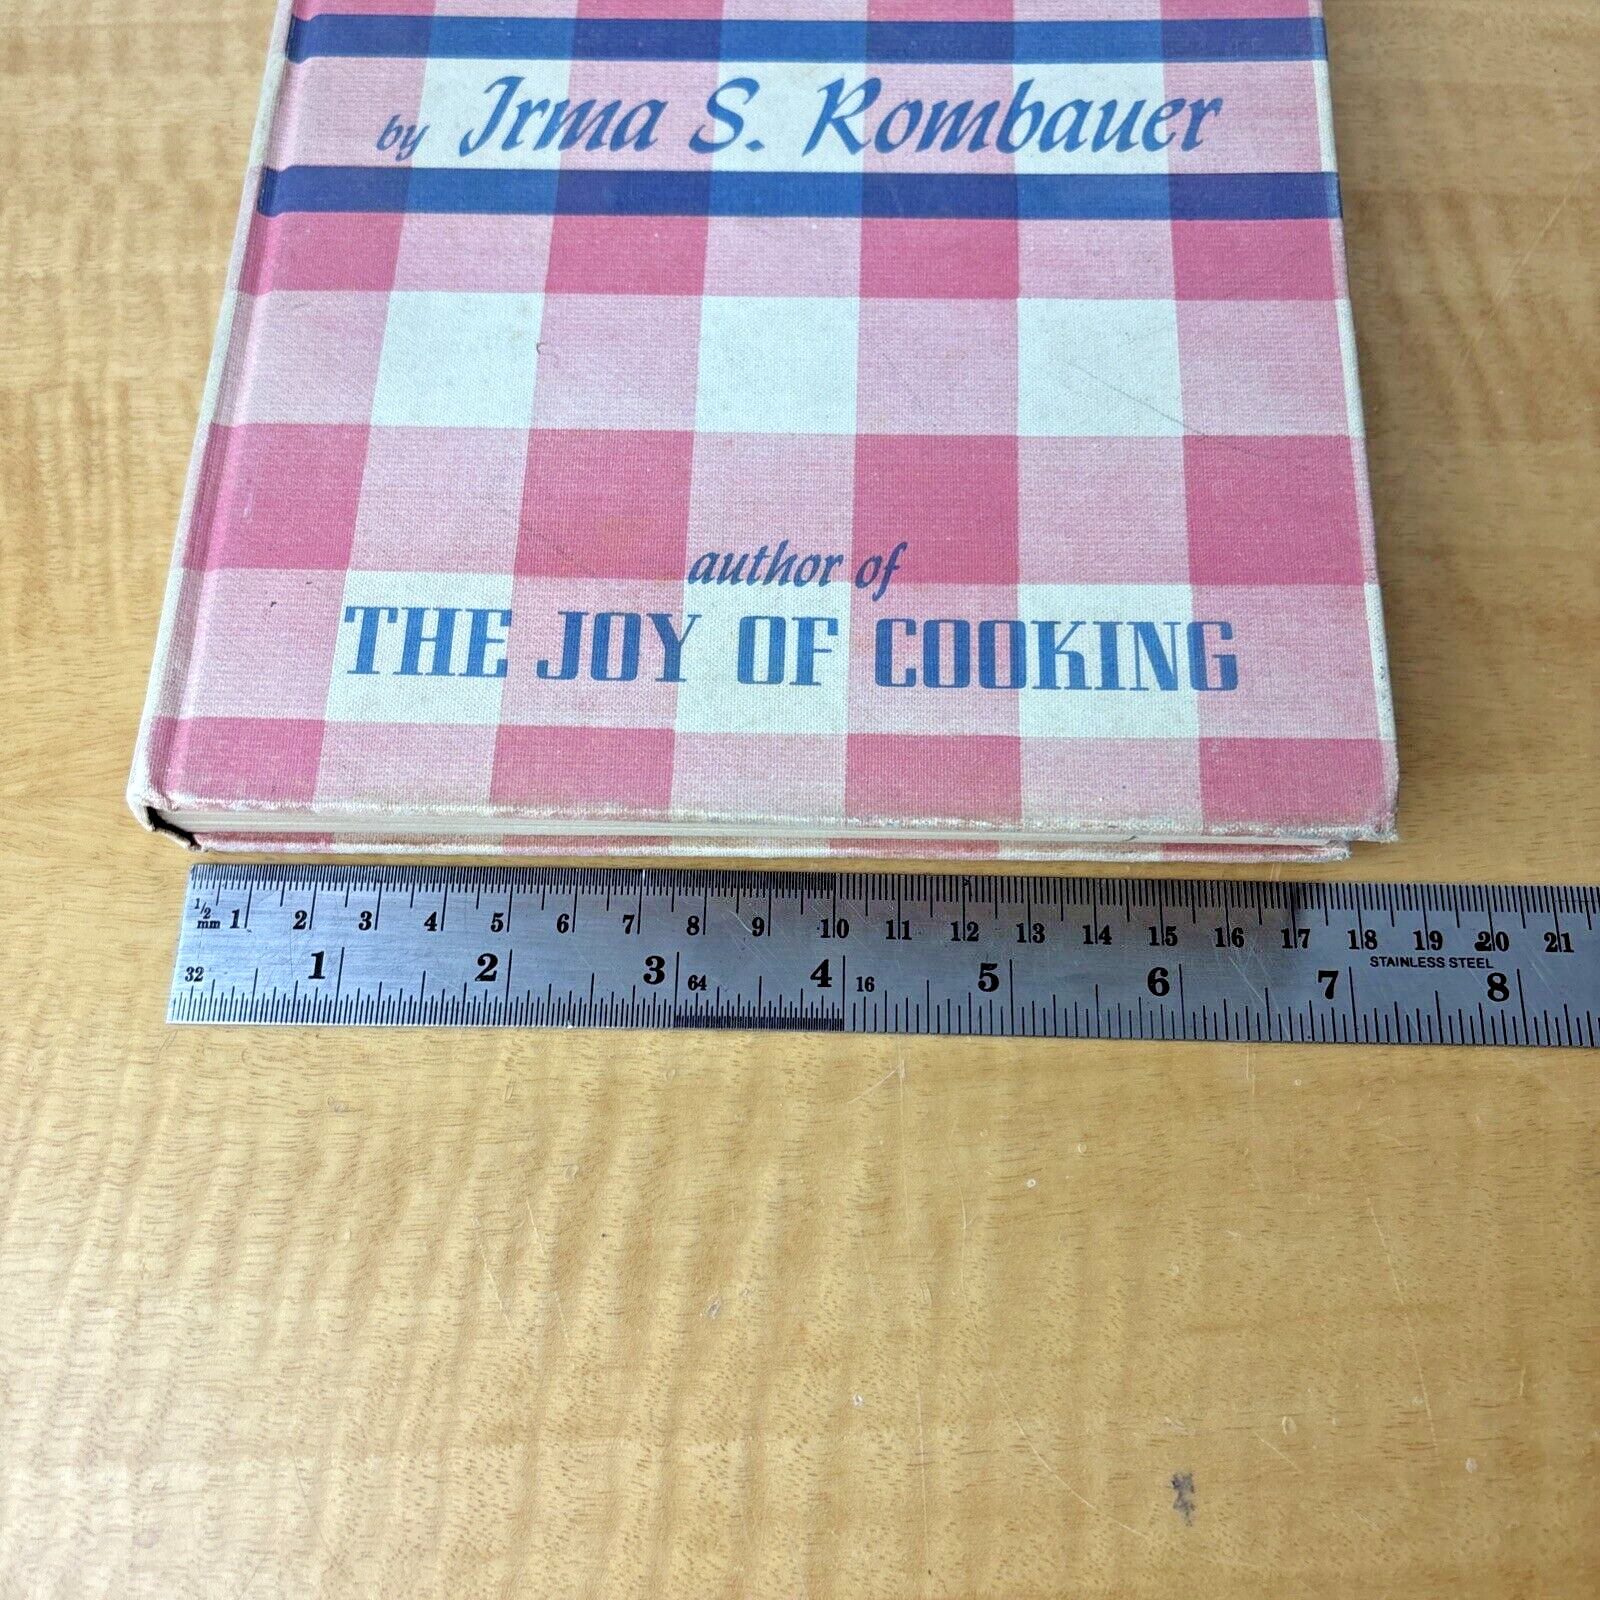 by Irma S. Rombauer
author of
THE JOY OF COOKING
1/2 mm 1 2 3 4 5 6 7 8 9 10 11 12 13 14 15 16 17 18 19 20 21
STAINLESS STEEL
32 1 2 3 64 4 16 5 6 7 8